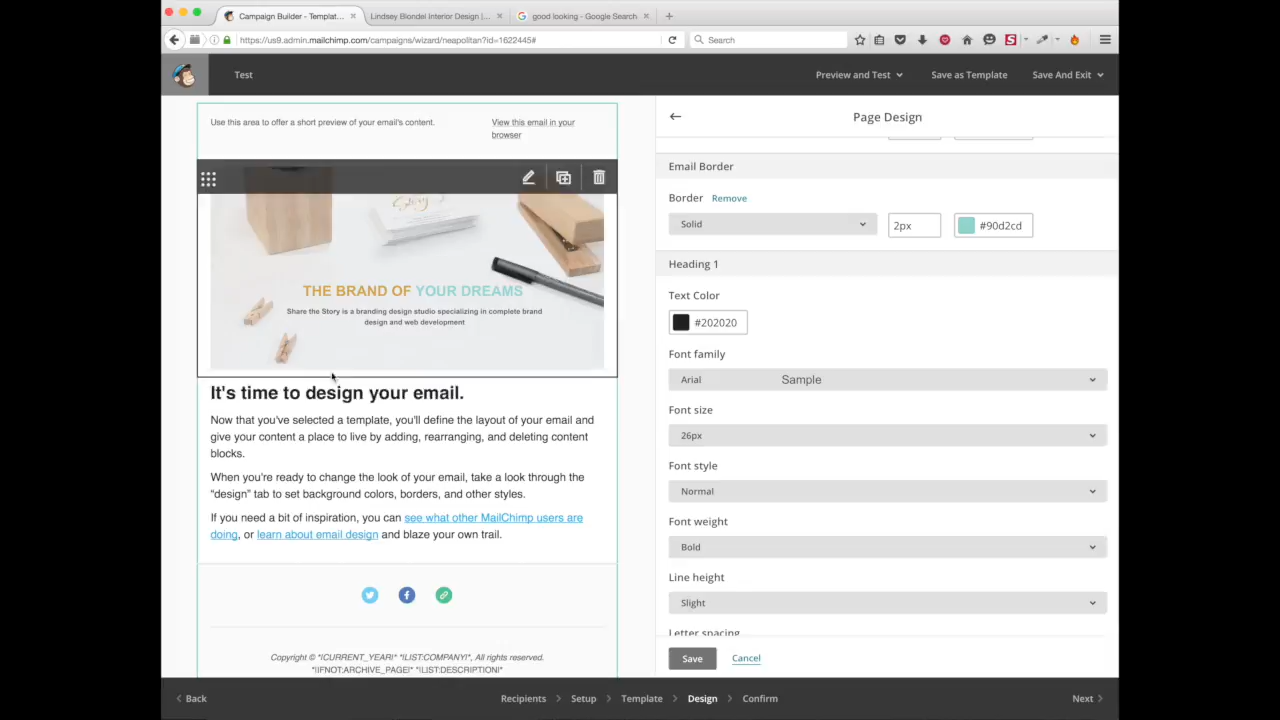 Campaign Builder - Templat...
Lindsey Blondel Interior Design |...
good looking - Google Search
https://us9.admin.mailchimp.com/campaigns/wizard/neapolitan?id=1622445#
Search
Test
Preview and Test
Save as Template
Save And Exit
Use this area to offer a short preview of your email's content.
View this email in your
browser
THE BRAND OF YOUR DREAMS
Share the Story is a branding design studio specializing in complete brand
design and web development
It's time to design your email.
Now that you've selected a template, you'll define the layout of your email and
give your content a place to live by adding, rearranging, and deleting content
blocks.
When you're ready to change the look of your email, take a look through the
"design" tab to set background colors, borders, and other styles.
If you need a bit of inspiration, you can see what other MailChimp users are
doing, or learn about email design and blaze your own trail.
Copyright © *|CURRENT_YEAR|* *|LIST:COMPANY|*, All rights reserved.
*|IFNOT:ARCHIVE_PAGE|* *|LIST:DESCRIPTION|*
Page Design
Email Border
Border Remove
Solid
2px
#90d2cd
Heading 1
Text Color
#202020
Font family
Arial Sample
Font size
26px
Font style
Normal
Font weight
Bold
Line height
Slight
Letter spacing
Save
Cancel
Back
Recipients > Setup > Template > Design > Confirm
Next